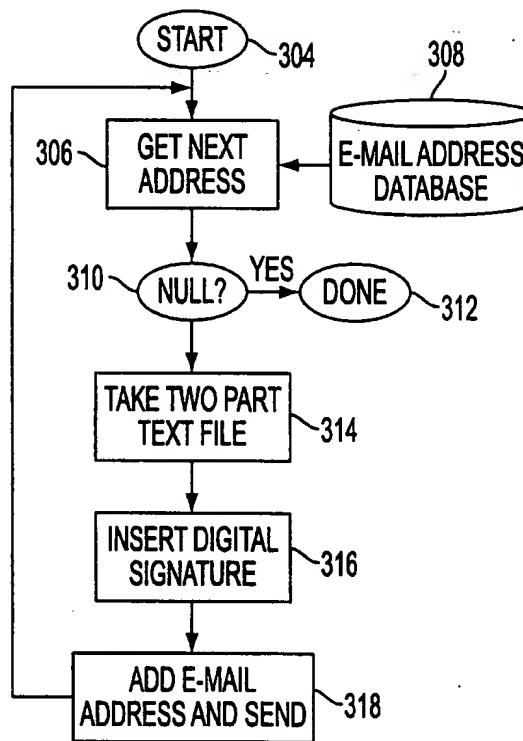 START
304
308
306
GET NEXT
ADDRESS
E-MAIL ADDRESS
DATABASE
310
NULL?
YES
DONE
312
TAKE TWO PART
TEXT FILE
314
INSERT DIGITAL
SIGNATURE
316
ADD E-MAIL
ADDRESS AND SEND
318